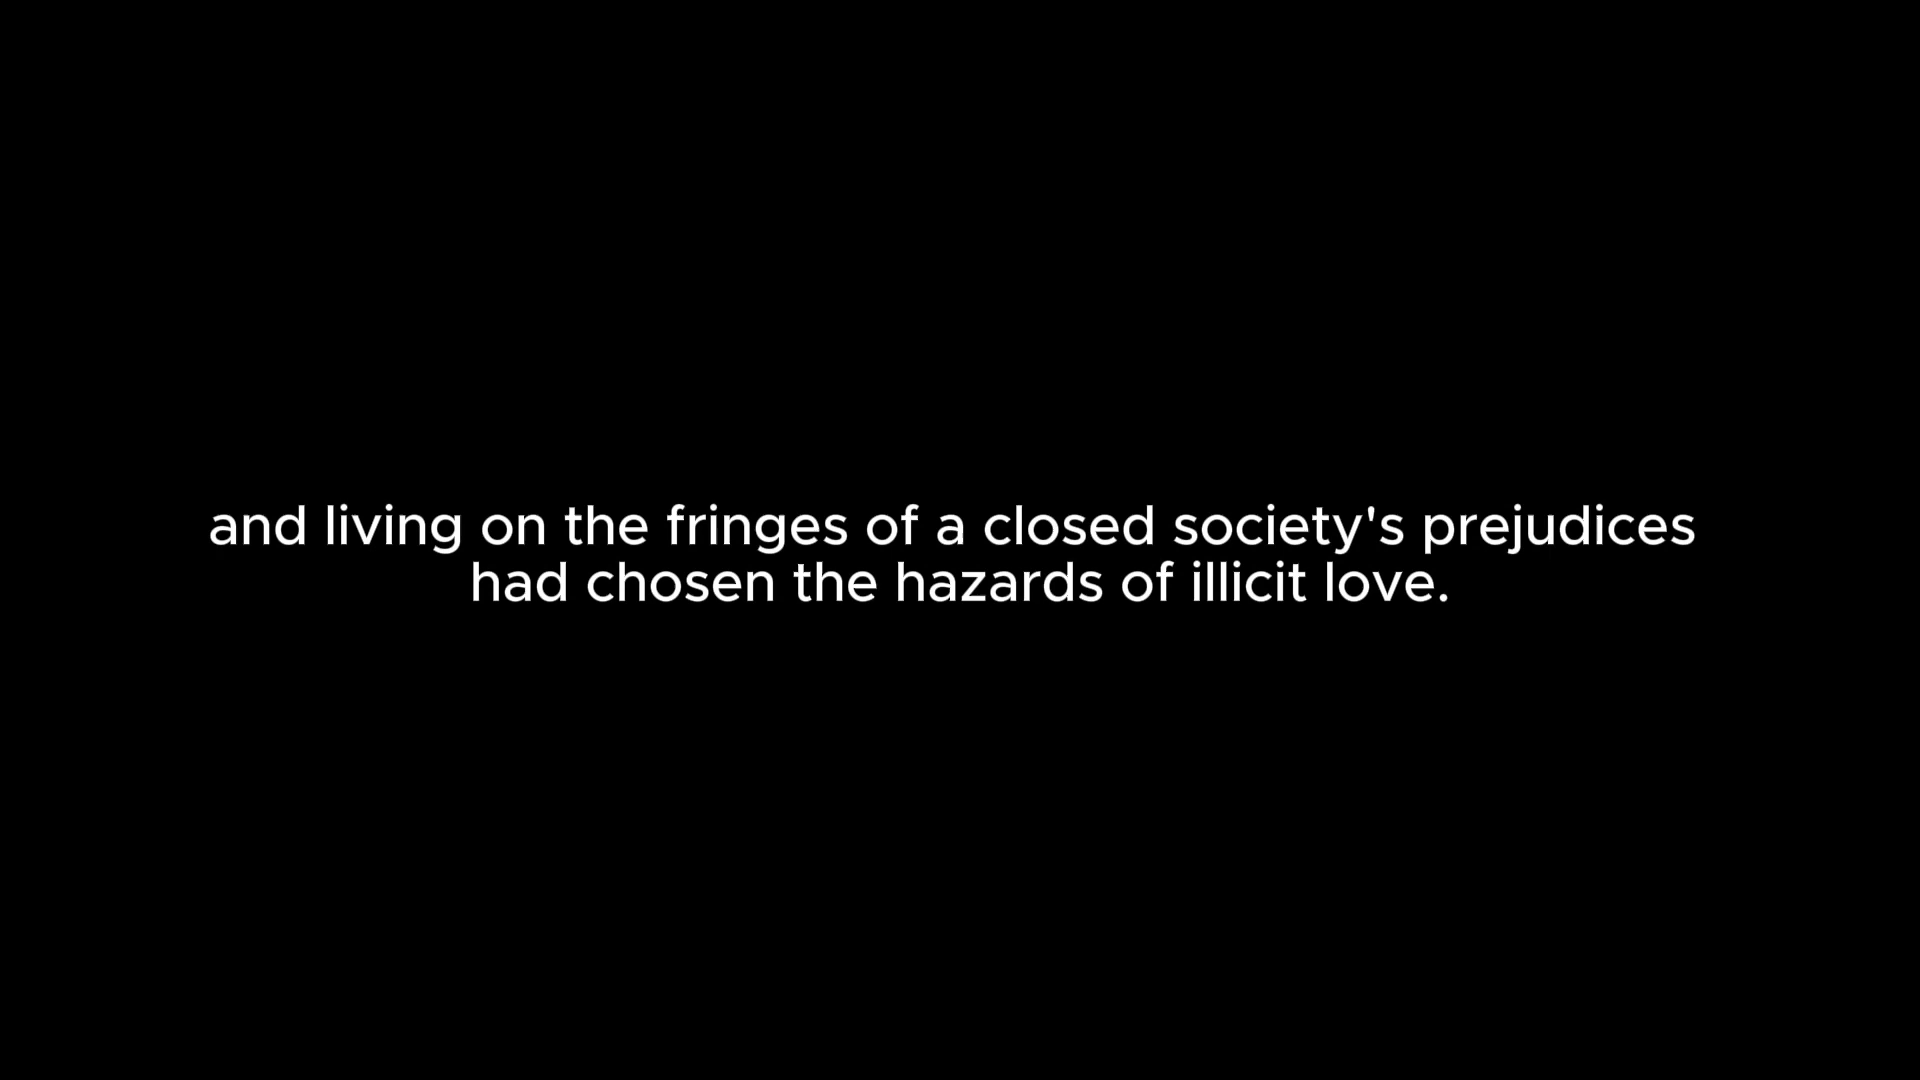 and living on the fringes of a closed society's prejudices
had chosen the hazards of illicit love.